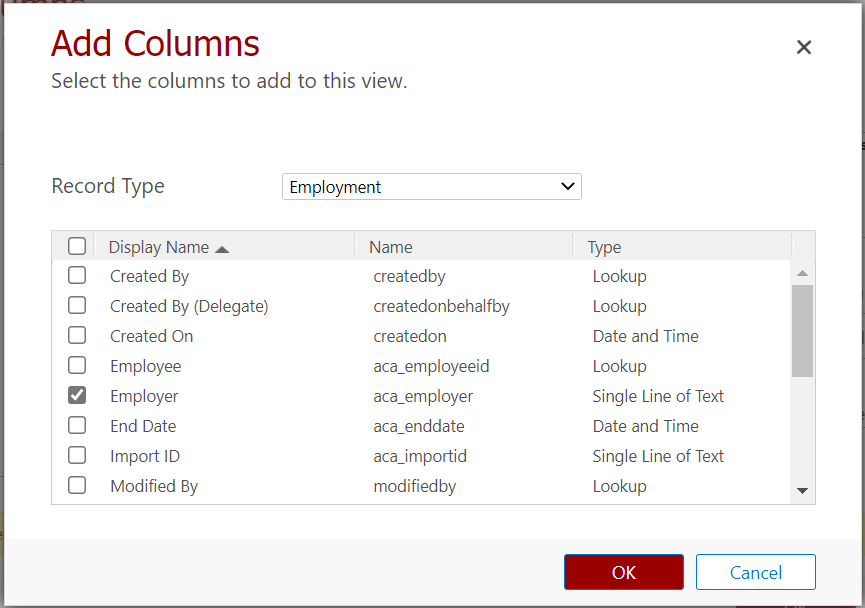 Add Columns
Select the columns to add to this view.
Record Type Employment
Display Name Name Type
Created By createdby Lookup
Created By (Delegate) createdonbehalfby Lookup
Created On createdon Date and Time
Employee aca_employeeid Lookup
Employer aca_employer Single Line of Text
End Date aca_enddate Date and Time
Import ID aca_importid Single Line of Text
Modified By modifiedby Lookup
OK Cancel